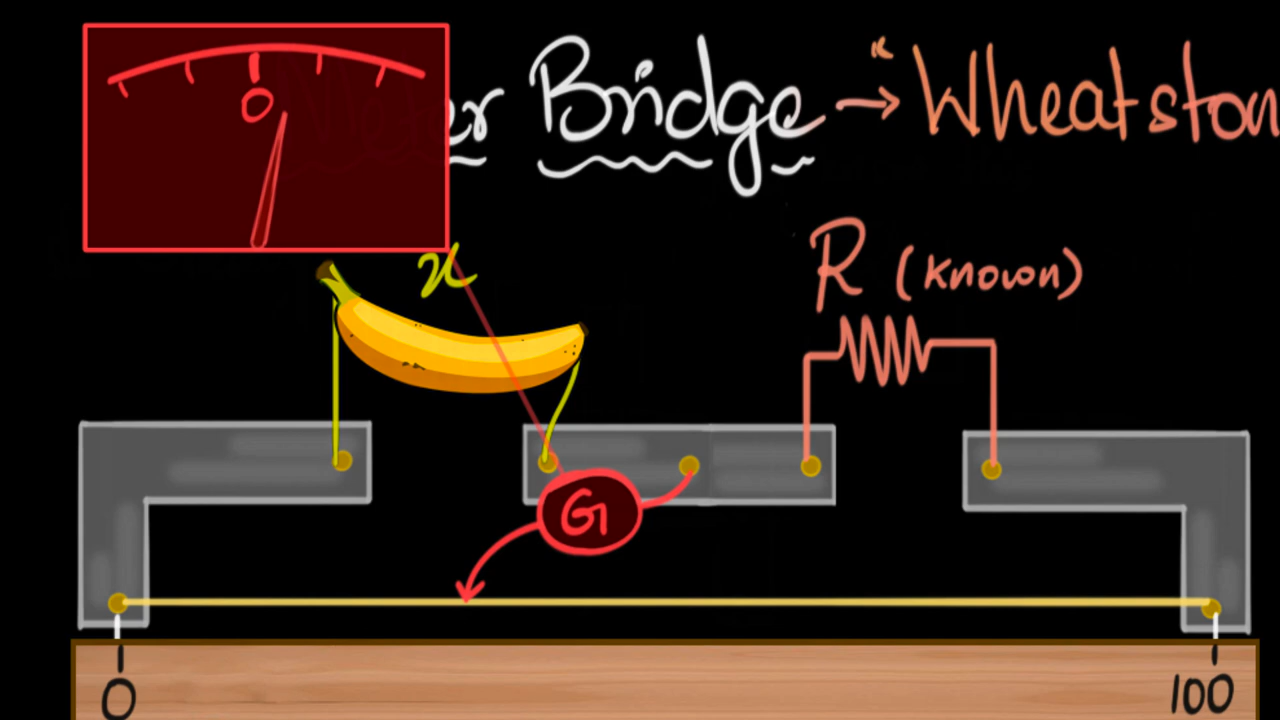 er Bridge → Wheatston
0
x
R (Known)
G
0
100